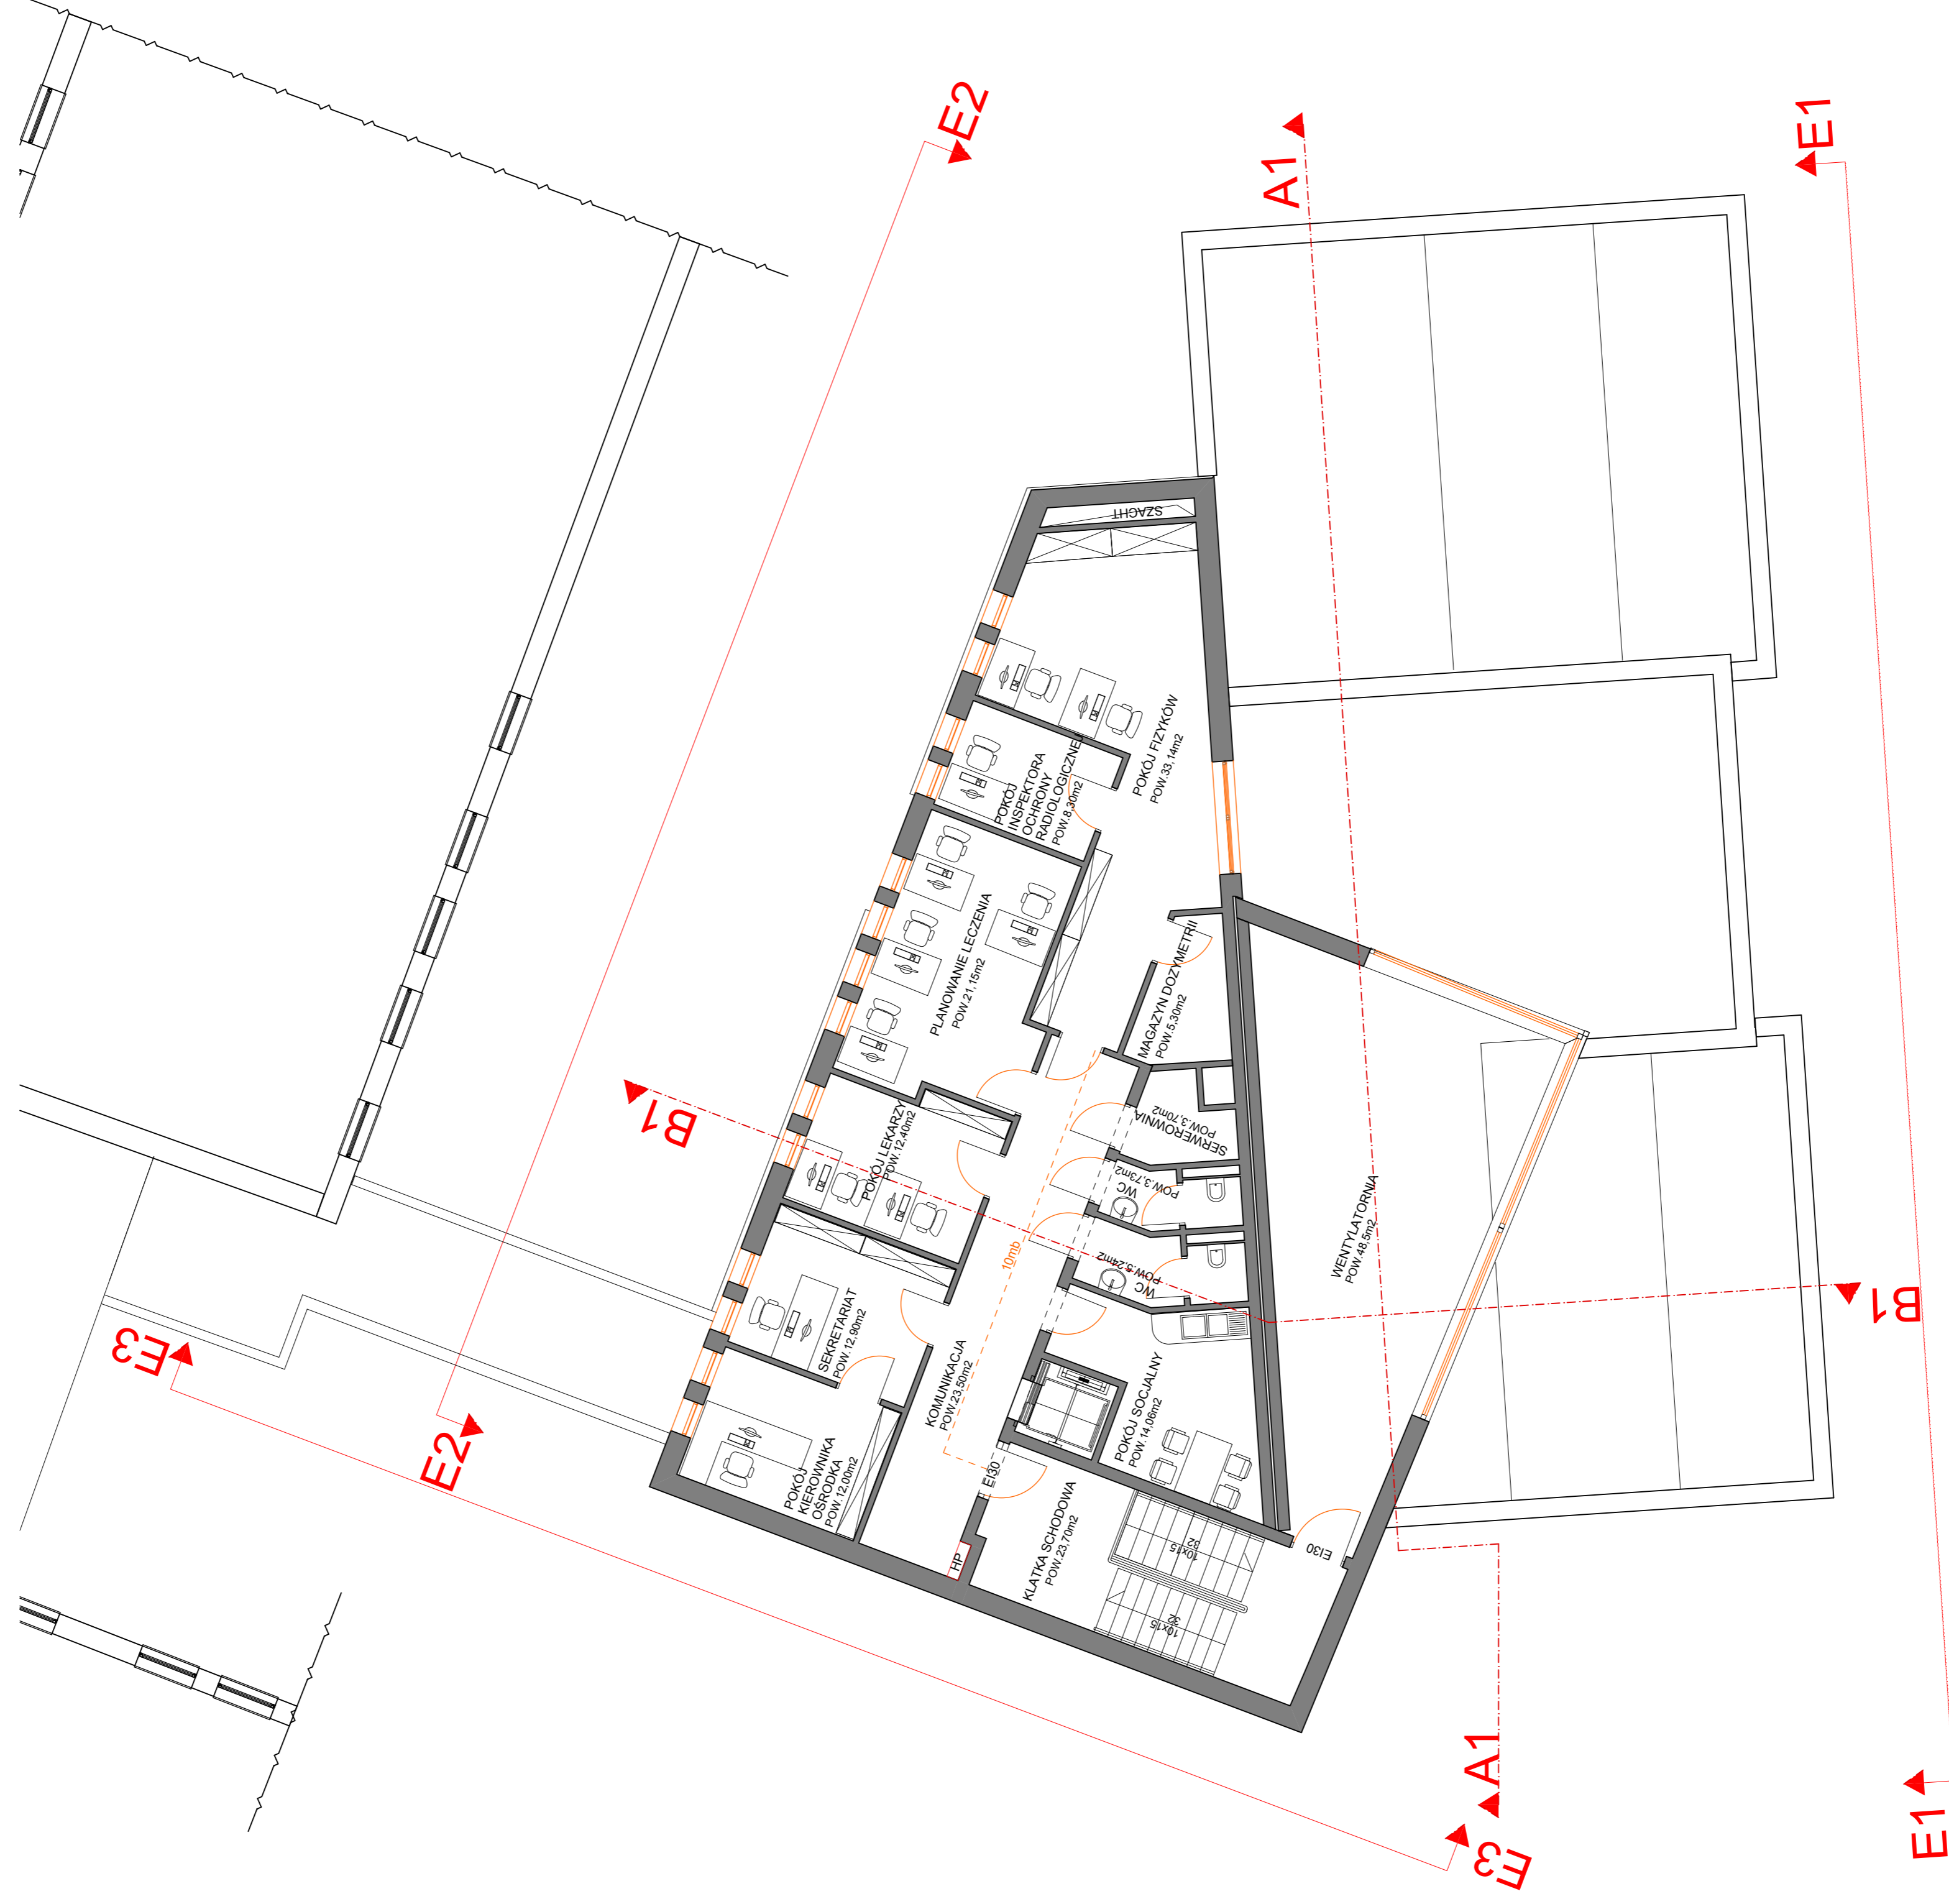 E2
A1
E1
SZACHT
POKÓJ FIZYKÓW
POW.33,14m2
POKÓJ
INSPEKTORA
OCHRONY
RADIOLOGICZNEJ
POW.8,30m2
PLANOWANIE LECZENIA
POW.21,15m2
MAGAZYN DOZYMETRII
POW.5,30m2
B1
POKÓJ LEKARZY
POW.12,40m2
SERWEROWNIA
POW.3,70m2
WC
POW.3,73m2
WC
POW.5,24m2
WENTYLATORNIA
POW.48,5m2
10mb
B1
SEKRETARIAT
POW.12,90m2
KOMUNIKACJA
POW.23,50m2
POKÓJ SOCJALNY
POW.14,06m2
E3
E2
POKÓJ
KIEROWNIKA
OŚRODKA
POW.12,00m2
EI30
KLATKA SCHODOWA
POW.23,70m2
HP
10x15
32
10x15
32
EI30
A1
E3
E1